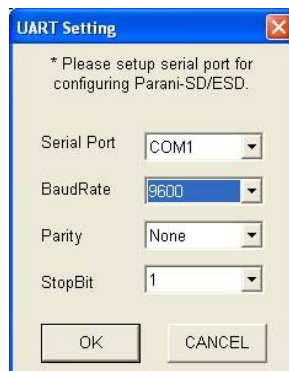 UART Setting
* Please setup serial port for
configuring Parani-SD/ESD.
Serial Port COM1
BaudRate 9600
Parity None
StopBit 1
OK CANCEL